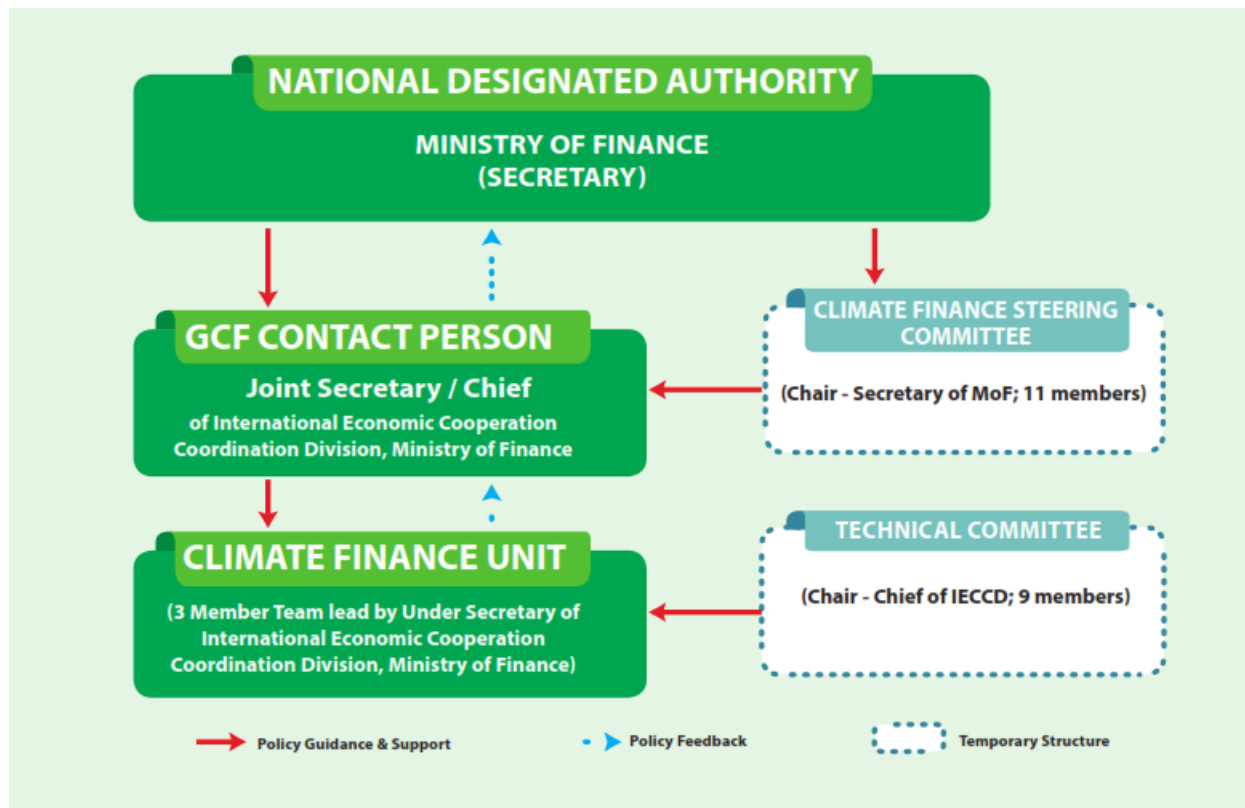 NATIONAL DESIGNATED AUTHORITY
MINISTRY OF FINANCE
(SECRETARY)
GCF CONTACT PERSON
Joint Secretary / Chief
of International Economic Cooperation
Coordination Division, Ministry of Finance
CLIMATE FINANCE STEERING
COMMITTEE
(Chair - Secretary of MoF; 11 members)
CLIMATE FINANCE UNIT
(3 Member Team lead by Under Secretary of
International Economic Cooperation
Coordination Division, Ministry of Finance)
TECHNICAL COMMITTEE
(Chair - Chief of IECCD; 9 members)
Policy Guidance & Support
Policy Feedback
Temporary Structure